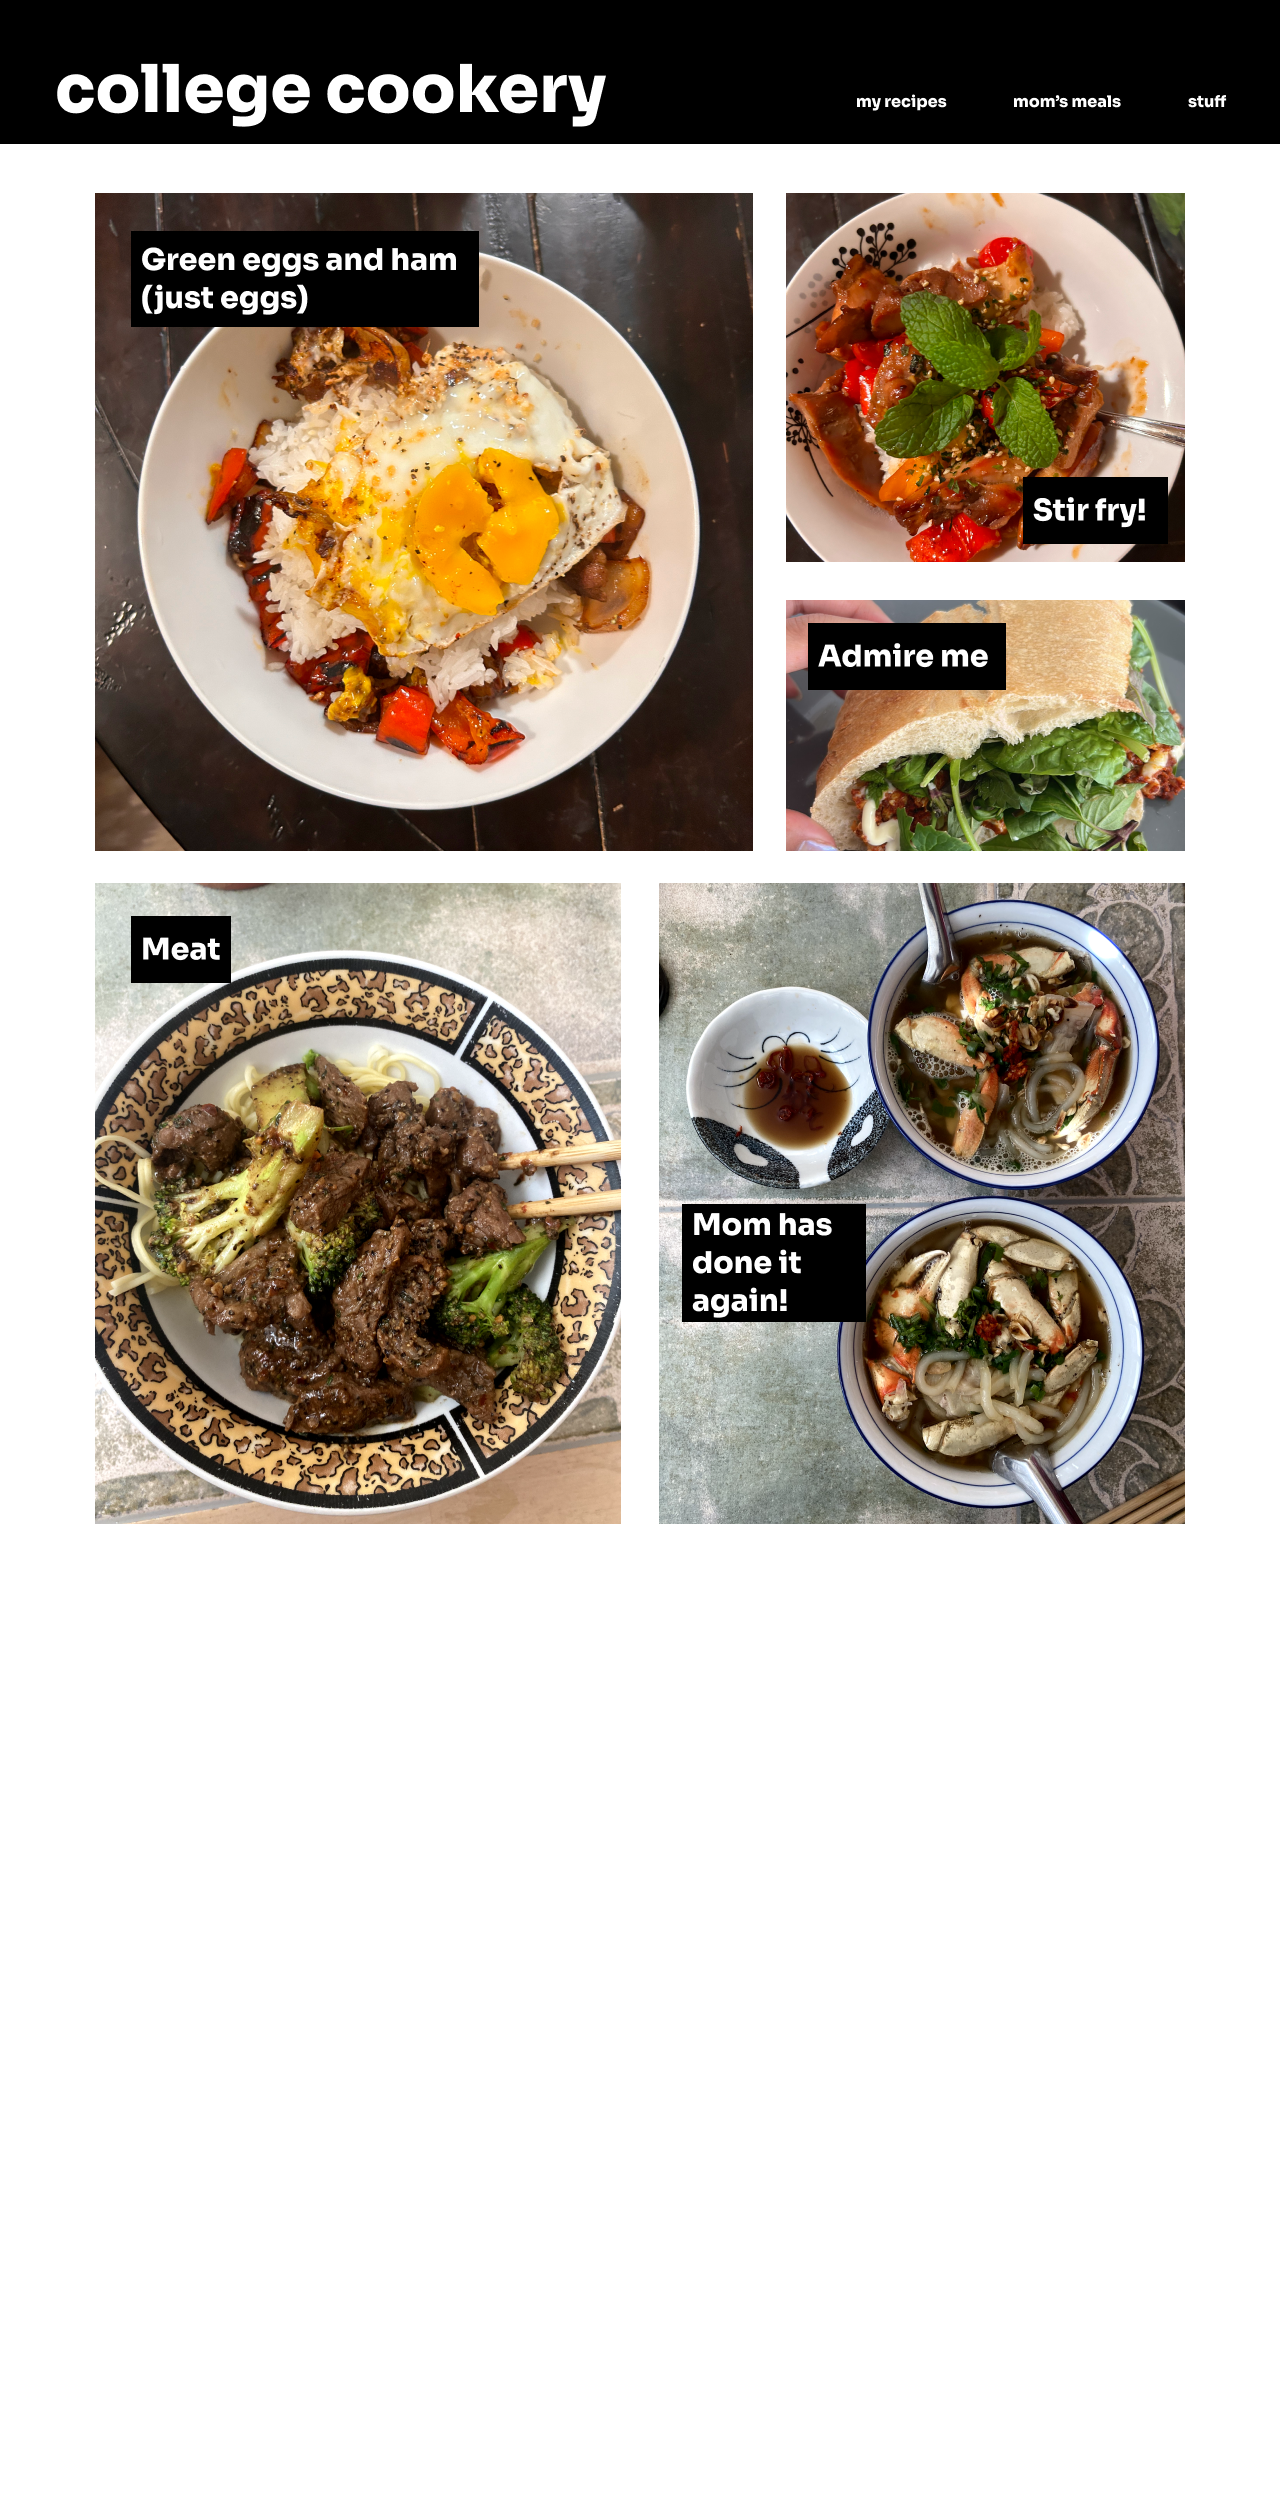 college cookery
my recipes
mom’s meals
stuff
Green eggs and ham
(just eggs)
Stir fry!
Admire me
Meat
Mom has
done it
again!